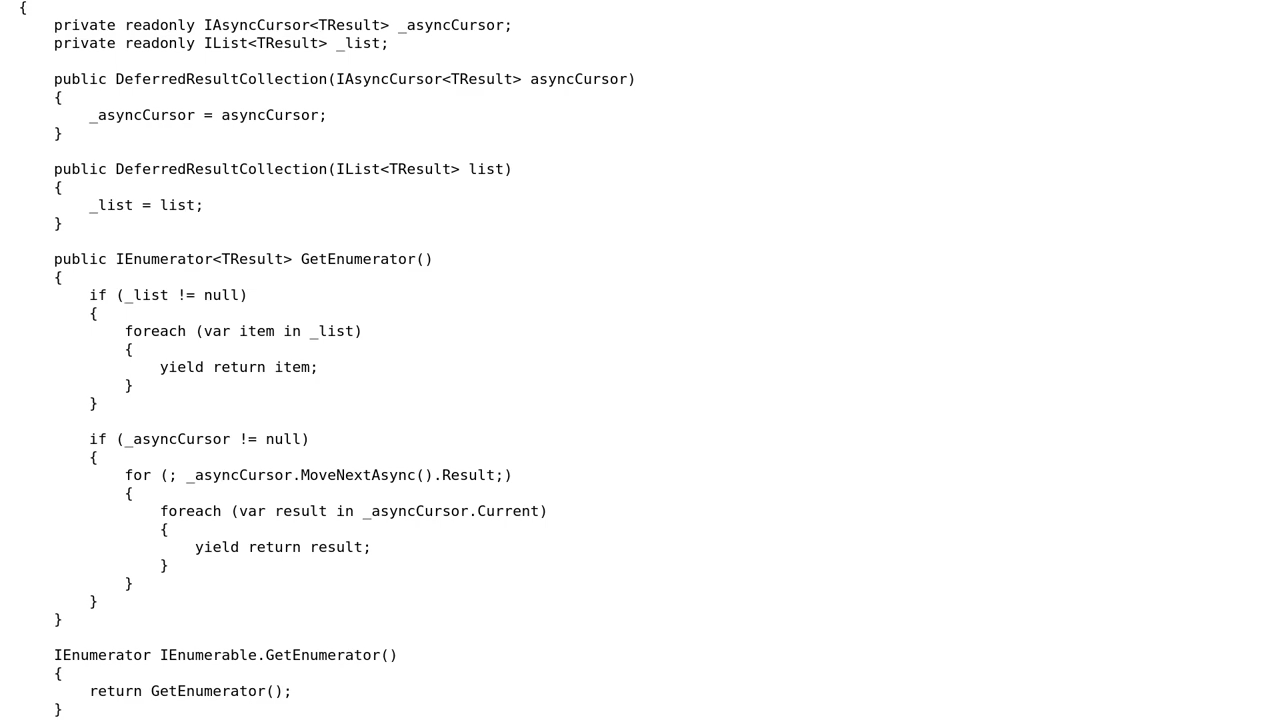 {
    private readonly IAsyncCursor<TResult> _asyncCursor;
    private readonly IList<TResult> _list;

    public DeferredResultCollection(IAsyncCursor<TResult> asyncCursor)
    {
        _asyncCursor = asyncCursor;
    }

    public DeferredResultCollection(IList<TResult> list)
    {
        _list = list;
    }

    public IEnumerator<TResult> GetEnumerator()
    {
        if (_list != null)
        {
            foreach (var item in _list)
            {
                yield return item;
            }
        }

        if (_asyncCursor != null)
        {
            for (; _asyncCursor.MoveNextAsync().Result;)
            {
                foreach (var result in _asyncCursor.Current)
                {
                    yield return result;
                }
            }
        }
    }

    IEnumerator IEnumerable.GetEnumerator()
    {
        return GetEnumerator();
    }